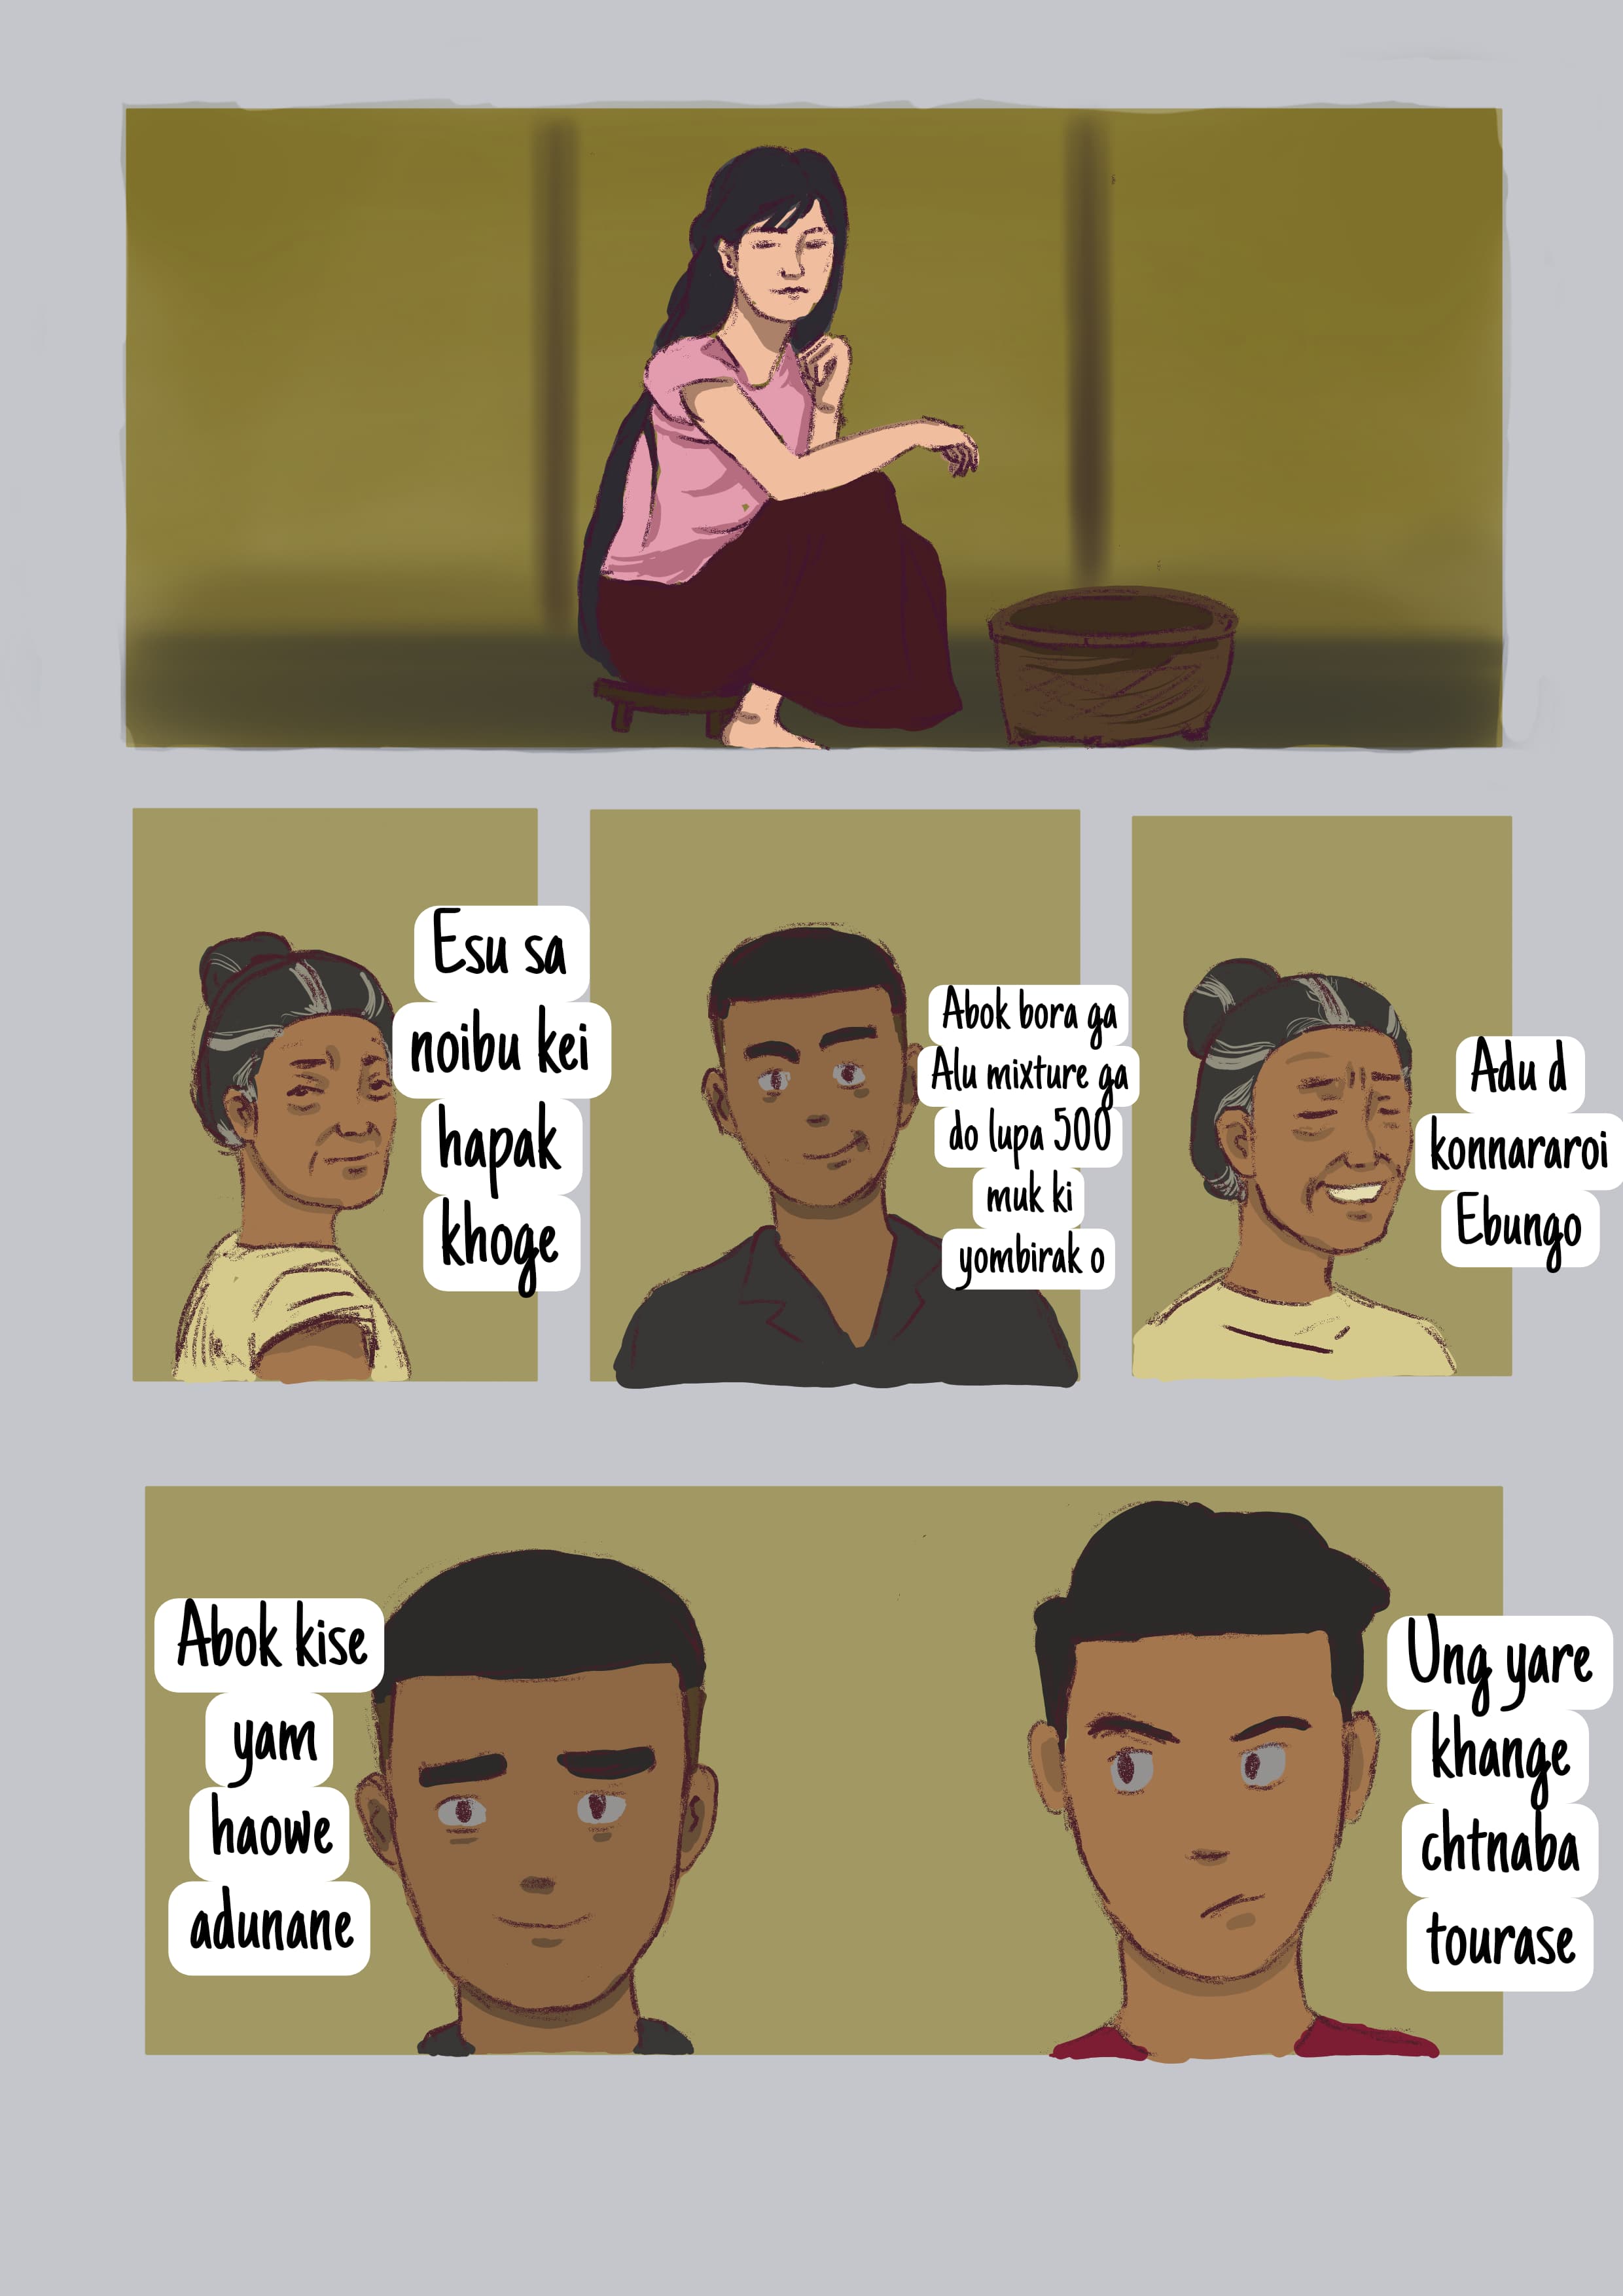 Esu sa
noibu kei
hapak
khoge
Abok bora ga
Alu mixture ga
do lupa 500
muk ki
yombirak o
Adu d
konnararoi
Ebungo
Abok kise
yam
haowe
adunane
Ung yare
khange
chtnaba
tourase